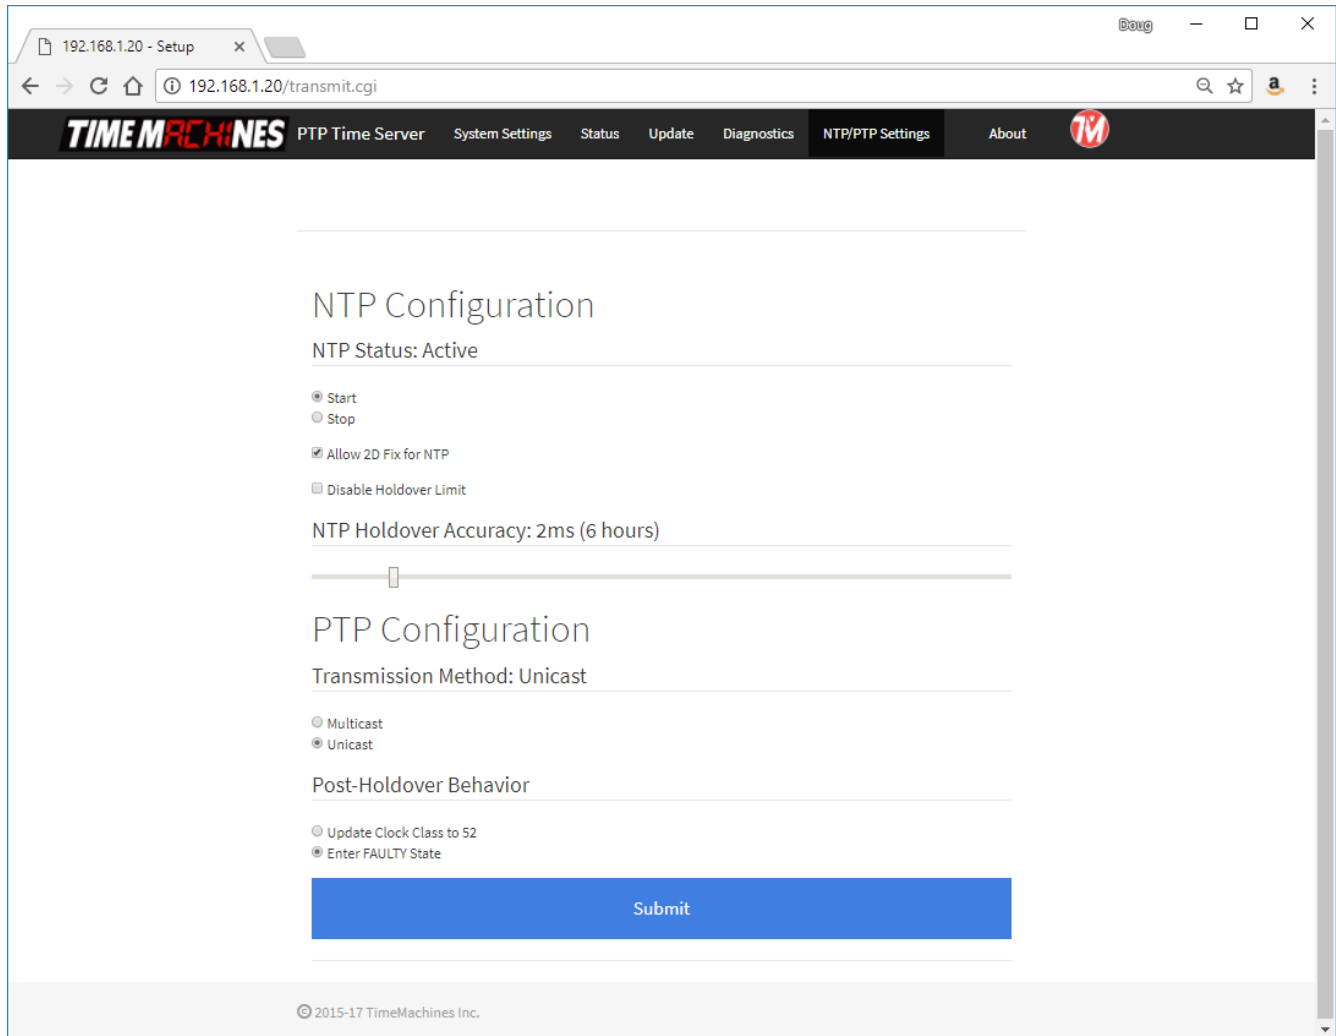 Doug
192.168.1.20 - Setup
192.168.1.20/transmit.cgi
TIME MACHINES PTP Time Server System Settings Status Update Diagnostics NTP/PTP Settings About TM
NTP Configuration
NTP Status: Active
Start
Stop
Allow 2D Fix for NTP
Disable Holdover Limit
NTP Holdover Accuracy: 2ms (6 hours)
PTP Configuration
Transmission Method: Unicast
Multicast
Unicast
Post-Holdover Behavior
Update Clock Class to 52
Enter FAULTY State
Submit
© 2015-17 TimeMachines Inc.